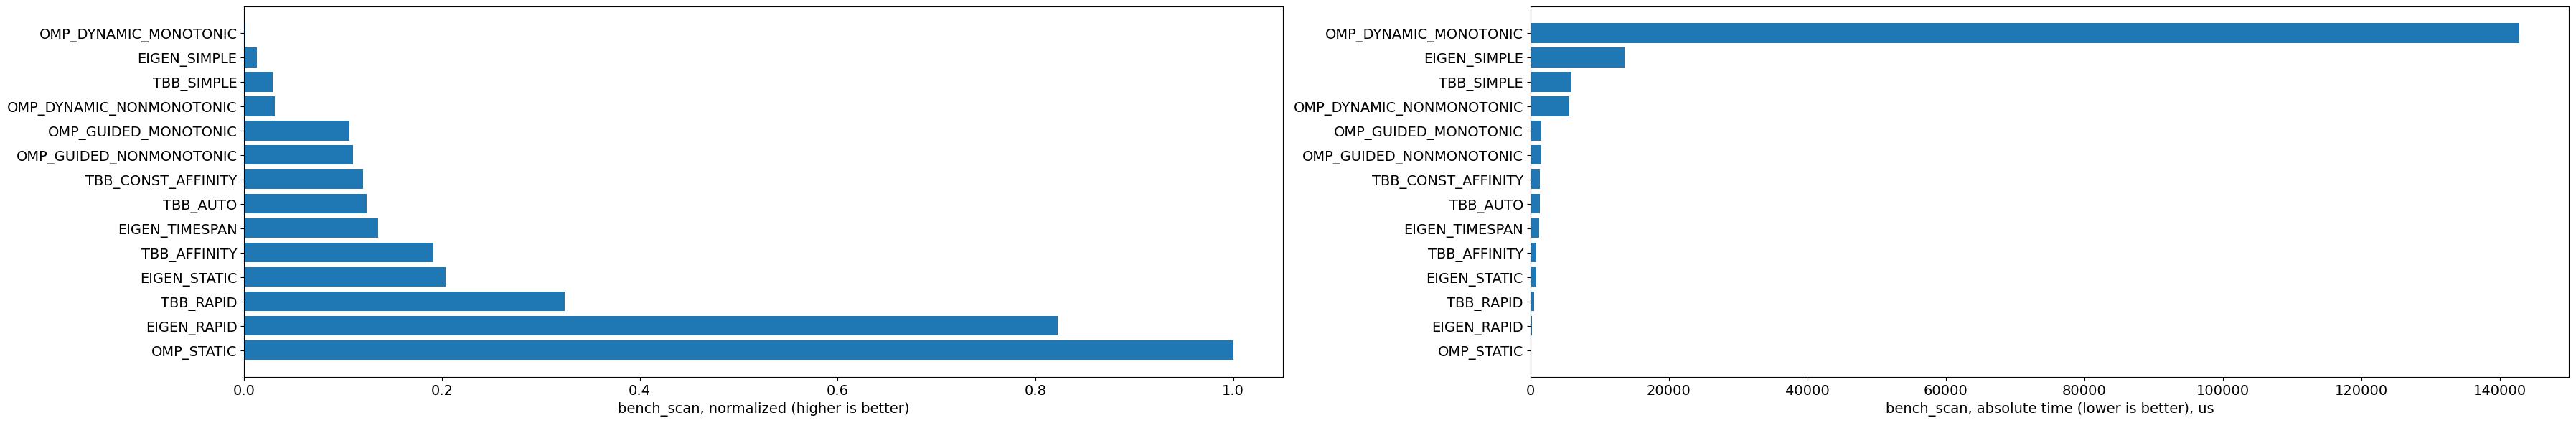 OMP_DYNAMIC_MONOTONIC
EIGEN_SIMPLE
TBB_SIMPLE
OMP_DYNAMIC_NONMONOTONIC
OMP_GUIDED_MONOTONIC
OMP_GUIDED_NONMONOTONIC
TBB_CONST_AFFINITY
TBB_AUTO
EIGEN_TIMESPAN
TBB_AFFINITY
EIGEN_STATIC
TBB_RAPID
EIGEN_RAPID
OMP_STATIC
0.0 0.2 0.4 0.6 0.8 1.0
bench_scan, normalized (higher is better)
OMP_DYNAMIC_MONOTONIC
EIGEN_SIMPLE
TBB_SIMPLE
OMP_DYNAMIC_NONMONOTONIC
OMP_GUIDED_MONOTONIC
OMP_GUIDED_NONMONOTONIC
TBB_CONST_AFFINITY
TBB_AUTO
EIGEN_TIMESPAN
TBB_AFFINITY
EIGEN_STATIC
TBB_RAPID
EIGEN_RAPID
OMP_STATIC
0 20000 40000 60000 80000 100000 120000 140000
bench_scan, absolute time (lower is better), us